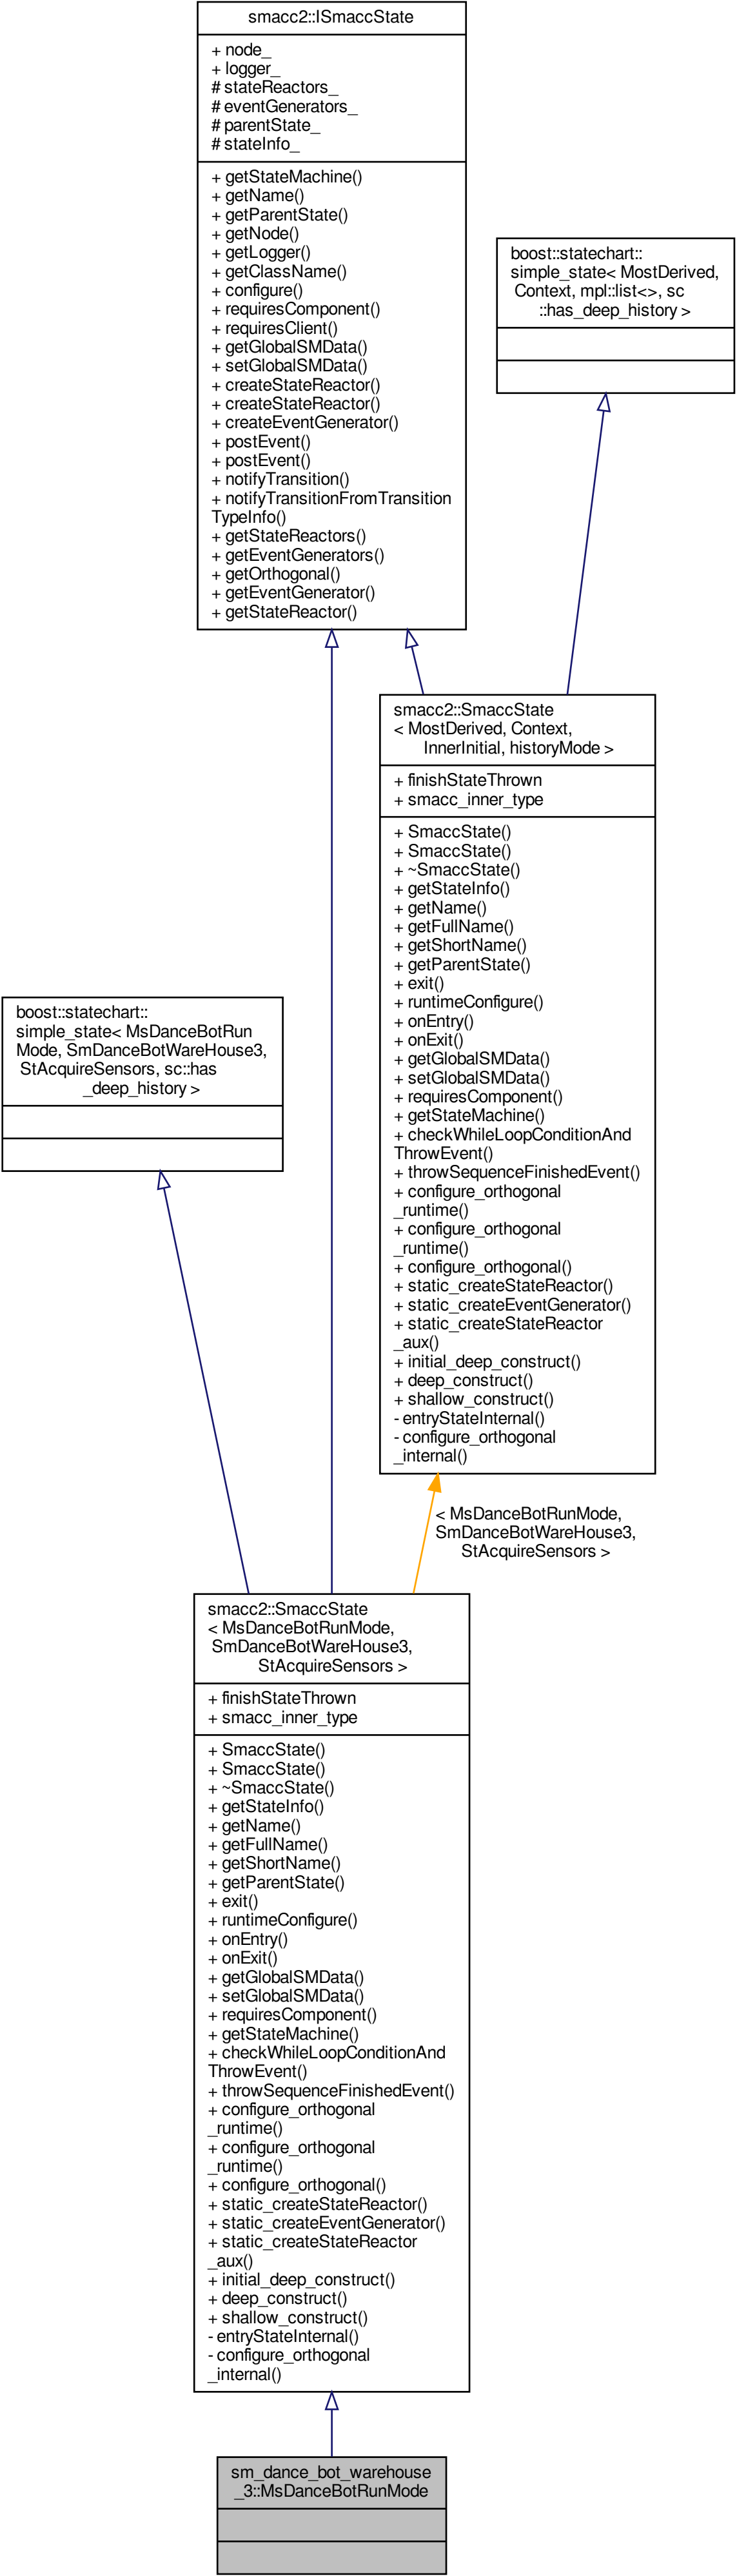 smacc2::ISmaccState
+ node_
+ logger_
# stateReactors_
# eventGenerators_
# parentState_
# stateInfo_
+ getStateMachine()
+ getName()
+ getParentState()
+ getNode()
+ getLogger()
+ getClassName()
+ configure()
+ requiresComponent()
+ requiresClient()
+ getGlobalSMData()
+ setGlobalSMData()
+ createStateReactor()
+ createStateReactor()
+ createEventGenerator()
+ postEvent()
+ postEvent()
+ notifyTransition()
+ notifyTransitionFromTransition
TypeInfo()
+ getStateReactors()
+ getEventGenerators()
+ getOrthogonal()
+ getEventGenerator()
+ getStateReactor()
boost::statechart::
simple_state< MostDerived,
Context, mpl::list<>, sc
::has_deep_history >
smacc2::SmaccState
< MostDerived, Context,
InnerInitial, historyMode >
+ finishStateThrown
+ smacc_inner_type
+ SmaccState()
+ SmaccState()
+ ~SmaccState()
+ getStateInfo()
+ getName()
+ getFullName()
+ getShortName()
+ getParentState()
+ exit()
+ runtimeConfigure()
+ onEntry()
+ onExit()
+ getGlobalSMData()
+ setGlobalSMData()
+ requiresComponent()
+ getStateMachine()
+ checkWhileLoopConditionAnd
ThrowEvent()
+ throwSequenceFinishedEvent()
+ configure_orthogonal
_runtime()
+ configure_orthogonal
_runtime()
+ configure_orthogonal()
+ static_createStateReactor()
+ static_createEventGenerator()
+ static_createStateReactor
_aux()
+ initial_deep_construct()
+ deep_construct()
+ shallow_construct()
- entryStateInternal()
- configure_orthogonal
_internal()
boost::statechart::
simple_state< MsDanceBotRun
Mode, SmDanceBotWareHouse3,
StAcquireSensors, sc::has
_deep_history >
< MsDanceBotRunMode,
SmDanceBotWareHouse3,
StAcquireSensors >
smacc2::SmaccState
< MsDanceBotRunMode,
SmDanceBotWareHouse3,
StAcquireSensors >
+ finishStateThrown
+ smacc_inner_type
+ SmaccState()
+ SmaccState()
+ ~SmaccState()
+ getStateInfo()
+ getName()
+ getFullName()
+ getShortName()
+ getParentState()
+ exit()
+ runtimeConfigure()
+ onEntry()
+ onExit()
+ getGlobalSMData()
+ setGlobalSMData()
+ requiresComponent()
+ getStateMachine()
+ checkWhileLoopConditionAnd
ThrowEvent()
+ throwSequenceFinishedEvent()
+ configure_orthogonal
_runtime()
+ configure_orthogonal
_runtime()
+ configure_orthogonal()
+ static_createStateReactor()
+ static_createEventGenerator()
+ static_createStateReactor
_aux()
+ initial_deep_construct()
+ deep_construct()
+ shallow_construct()
- entryStateInternal()
- configure_orthogonal
_internal()
sm_dance_bot_warehouse
_3::MsDanceBotRunMode